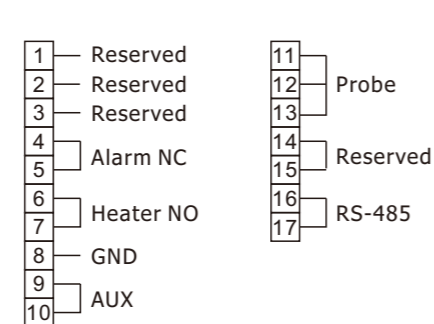 1 Reserved
2 Reserved
3 Reserved
4
5
Alarm NC
6
7
Heater NO
8 GND
9
10
AUX
11
12 Probe
13
14
15
Reserved
16
17
RS-485